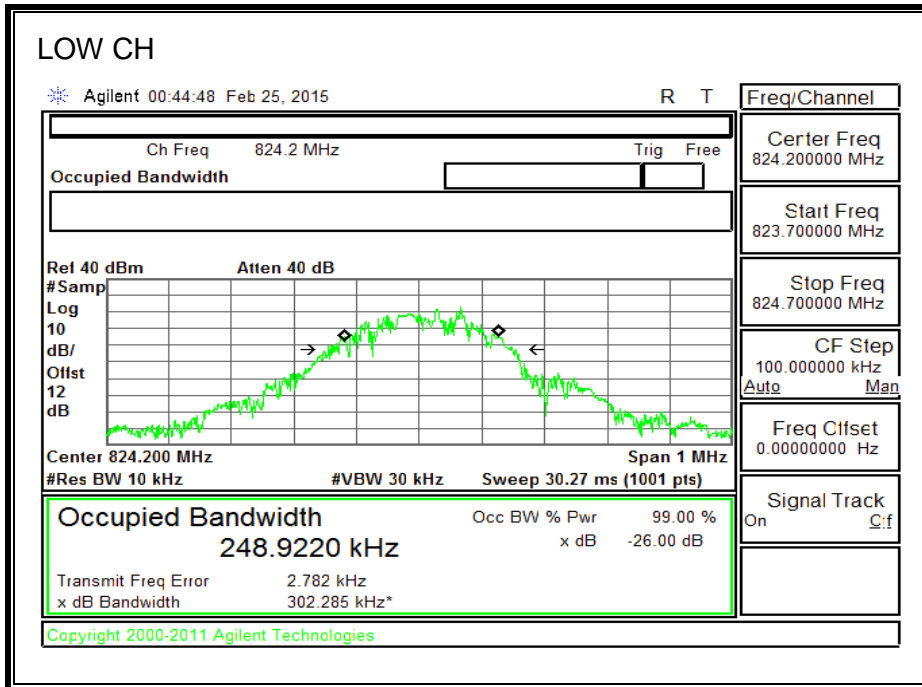 LOW CH
Agilent 00:44:48 Feb 25, 2015 R T
Freq/Channel
Ch Freq 824.2 MHz Trig Free
Occupied Bandwidth
Center Freq
824.200000 MHz
Start Freq
823.700000 MHz
Stop Freq
824.700000 MHz
CF Step
100.000000 kHz
Auto Man
Freq Offset
0.00000000 Hz
Signal Track
On Off
Ref 40 dBm Atten 40 dB
#Samp
Log
10
dB/
Offst
12
dB
Center 824.200 MHz Span 1 MHz
#Res BW 10 kHz #VBW 30 kHz Sweep 30.27 ms (1001 pts)
Occupied Bandwidth Occ BW % Pwr 99.00 %
248.9220 kHz x dB -26.00 dB
Transmit Freq Error 2.782 kHz
x dB Bandwidth 302.285 kHz*
Copyright 2000-2011 Agilent Technologies